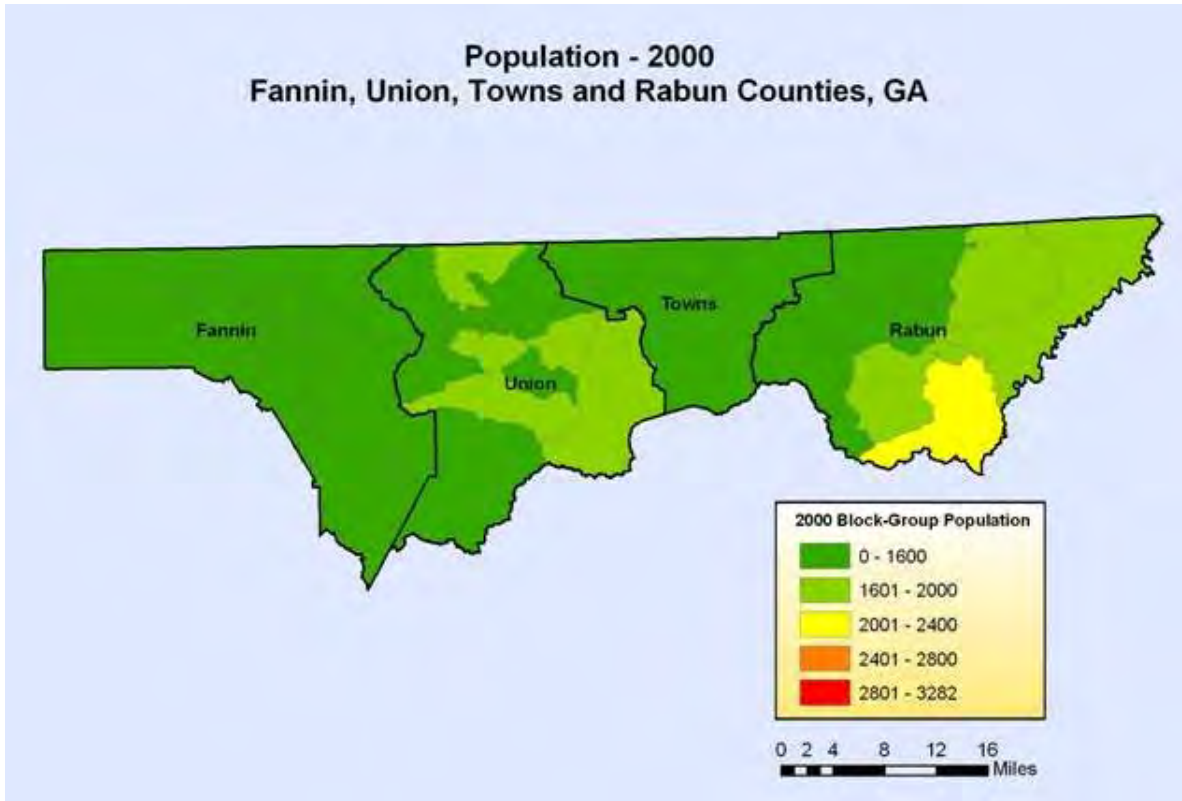 Population - 2000
Fannin, Union, Towns and Rabun Counties, GA
Fannin
Union
Towns
Rabun
2000 Block-Group Population
0 - 1600
1601 - 2000
2001 - 2400
2401 - 2800
2801 - 3282
0 2 4 8 12 16
Miles